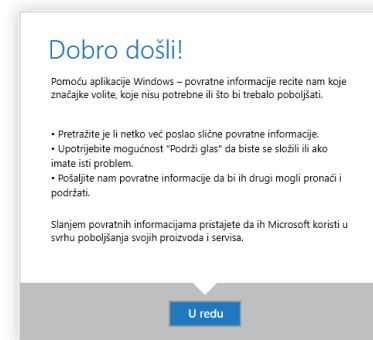 Dobro došli!
Pomoću aplikacije Windows – povratne informacije recite nam koje
značajke volite, koje nisu potrebne ili što bi trebalo poboljšati.
• Pretražite je li netko već poslao slične povratne informacije.
• Upotrijebite mogućnost "Podrži glas" da biste se složili ili ako
imate isti problem.
• Pošaljite nam povratne informacije da bi ih drugi mogli pronaći i
podržati.
Slanjem povratnih informacijama pristajete da ih Microsoft koristi u
svrhu poboljšanja svojih proizvoda i servisa.
U redu